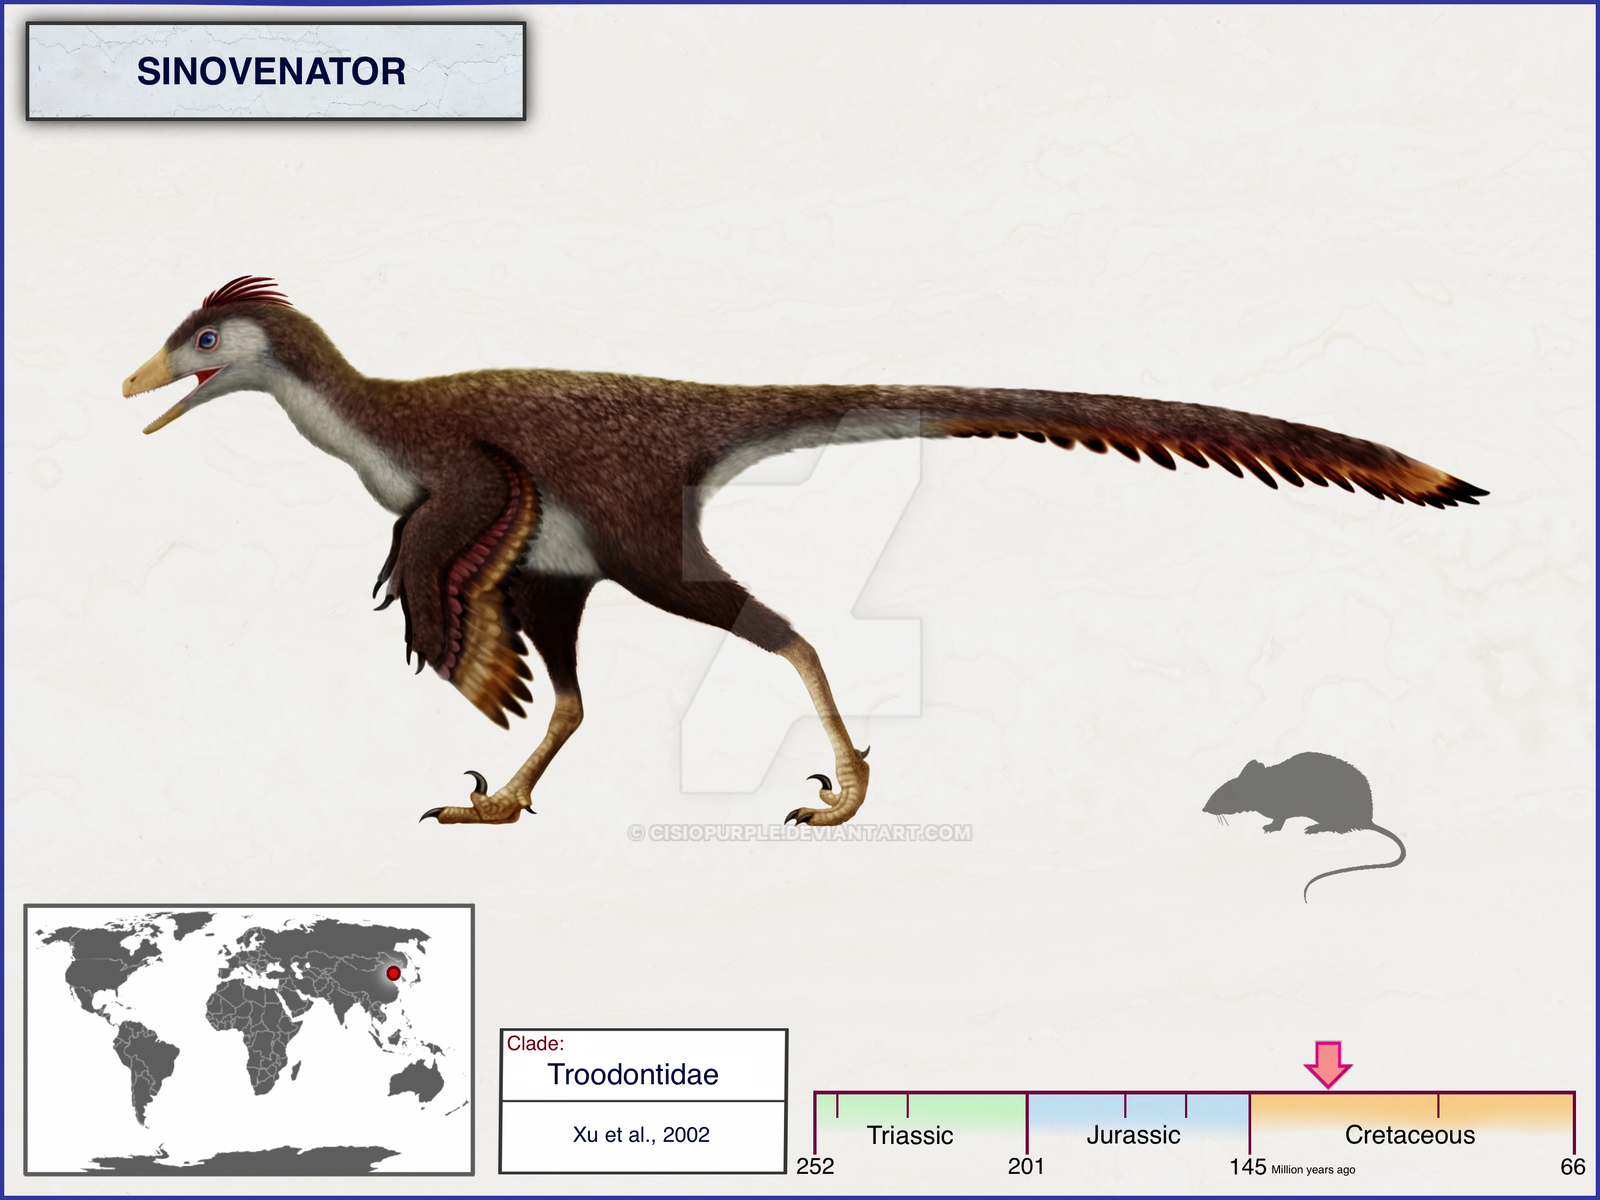 SINOVENATOR
© CISIOPURPLE.DEVIANTART.COM
Clade:
Troodontidae
Xu et al., 2002
Triassic
Jurassic
Cretaceous
252
201
145 Million years ago
66